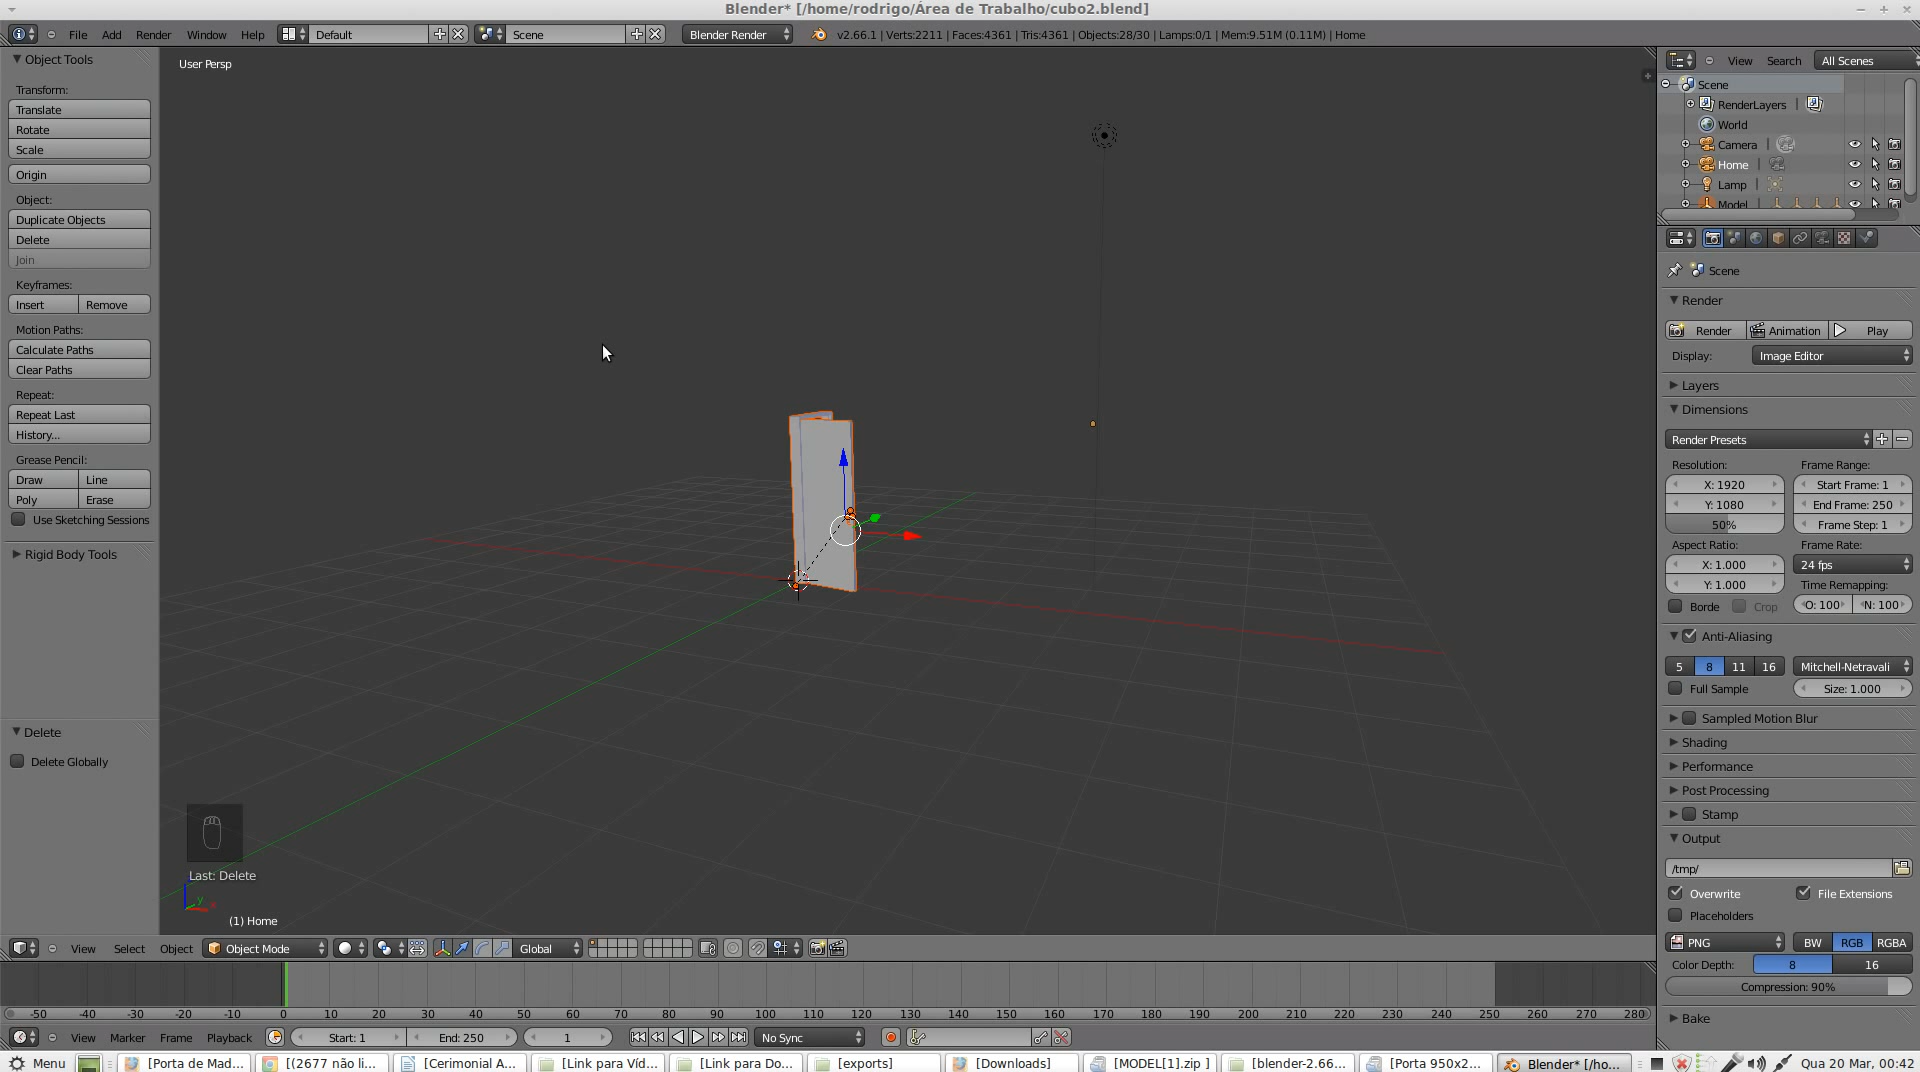 Blender* [/home/rodrigo/Área de Trabalho/cubo2.blend]
File Add Render Window Help Default Scene Blender Render v2.66.1 | Verts:2211 | Faces:4361 | Tris:4361 | Objects:28/30 | Lamps:0/1 | Mem:9.51M (0.11M) | Home
Object Tools
Transform:
Translate
Rotate
Scale
Origin
Object:
Duplicate Objects
Delete
Join
Keyframes:
Insert Remove
Motion Paths:
Calculate Paths
Clear Paths
Repeat:
Repeat Last
History...
Grease Pencil:
Draw Line
Poly Erase
Use Sketching Sessions
Rigid Body Tools
Delete
Delete Globally
User Persp
Last: Delete
y x
(1) Home
View Select Object Object Mode Global
-50 -40 -30 -20 -10 0 10 20 30 40 50 60 70 80 90 100 110 120 130 140 150 160 170 180 190 200 210 220 230 240 250 260 270 280
View Marker Frame Playback Start: 1 End: 250 1 No Sync
View Search All Scenes
Scene
RenderLayers |
World
Camera |
Home |
Lamp |
Model
Scene
Render
Render Animation Play
Display: Image Editor
Layers
Dimensions
Render Presets
Resolution: Frame Range:
X: 1920 Start Frame: 1
Y: 1080 End Frame: 250
50% Frame Step: 1
Aspect Ratio: Frame Rate:
X: 1.000 24 fps
Y: 1.000 Time Remapping:
Borde Crop O: 100 N: 100
Anti-Aliasing
5 8 11 16 Mitchell-Netravali
Full Sample Size: 1.000
Sampled Motion Blur
Shading
Performance
Post Processing
Stamp
Output
/tmp/
Overwrite File Extensions
Placeholders
PNG BW RGB RGBA
Color Depth: 8 16
Compression: 90%
Bake
Menu [Porta de Mad... [(2677 não li... [Cerimonial A... [Link para Víd... [Link para Do... [exports] [Downloads] [MODEL[1].zip ] [blender-2.66... [Porta 950x2... Blender* [/ho... Qua 20 Mar, 00:42